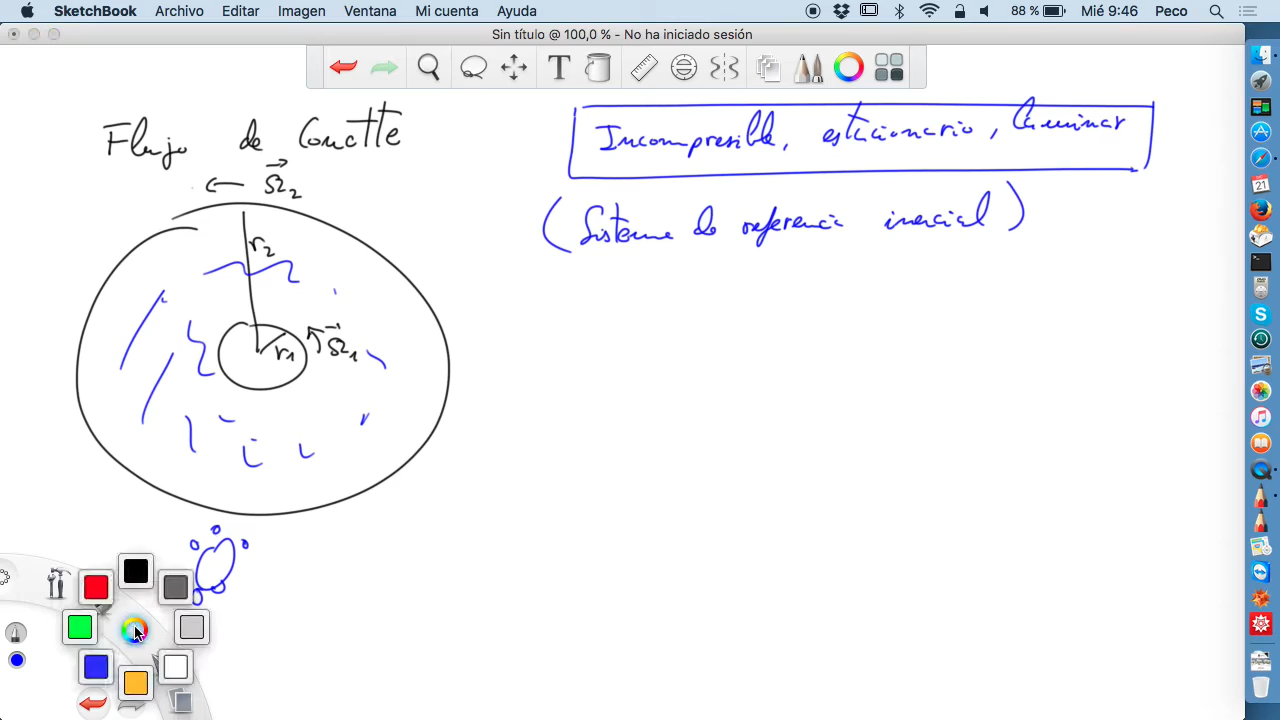 SketchBook Archivo Editar Imagen Ventana Mi cuenta Ayuda 88 % Mié 9:46 Peco
Sin título @ 100,0 % - No ha iniciado sesión
Flujo de Couette
Incompresible, estacionario, laminar
(Sistema de referencia inercial)
Ω₂
r₂
Ω₁
r₁